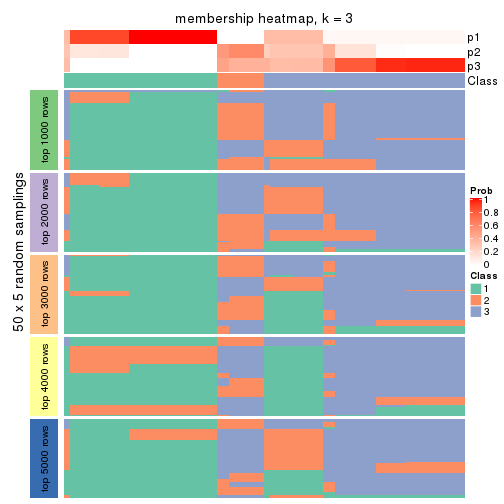 membership heatmap, k = 3
p1
p2
p3
Class
50 x 5 random samplings
top 1000 rows
top 2000 rows
top 3000 rows
top 4000 rows
top 5000 rows
Prob
1
0.8
0.6
0.4
0.2
0
Class
1
2
3